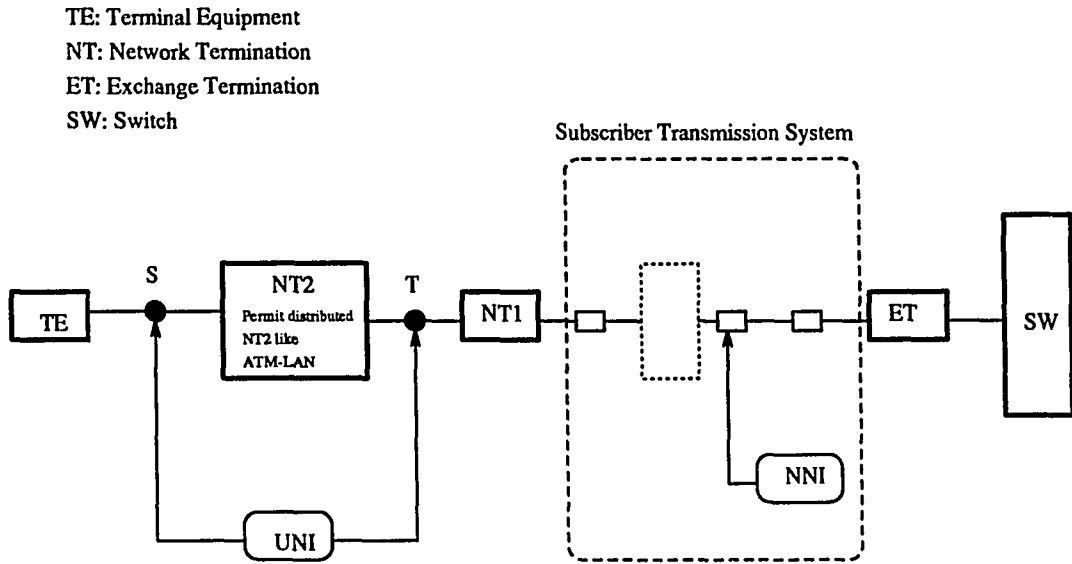 TE: Terminal Equipment
NT: Network Termination
ET: Exchange Termination
SW: Switch
Subscriber Transmission System
S
NT2
T
Permit distributed
NT2 like
ATM-LAN
TE
NT1
ET
SW
NNI
UNI